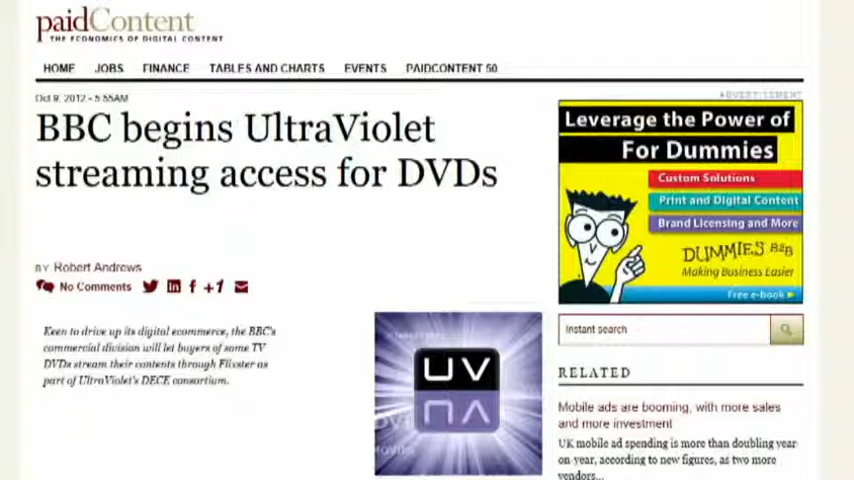 paidContent
THE ECONOMICS OF DIGITAL CONTENT
HOME JOBS FINANCE TABLES AND CHARTS EVENTS PAIDCONTENT 50
Oct 9, 2012 - 5:55AM
BBC begins UltraViolet
streaming access for DVDs
BY Robert Andrews
No Comments
+1
Keen to drive up its digital ecommerce, the BBC's
commercial division will let buyers of some TV
DVDs stream their contents through Flixster as
part of UltraViolet's DECE consortium.
UV
ADVERTISEMENT
Leverage the Power of
For Dummies
Custom Solutions
Print and Digital Content
Brand Licensing and More
DUMMIES B2B
Making Business Easier
Free e-book
Instant search
RELATED
Mobile ads are booming, with more sales
and more investment
UK mobile ad spending is more than doubling year
on-year, according to new figures, as two more
vendors...